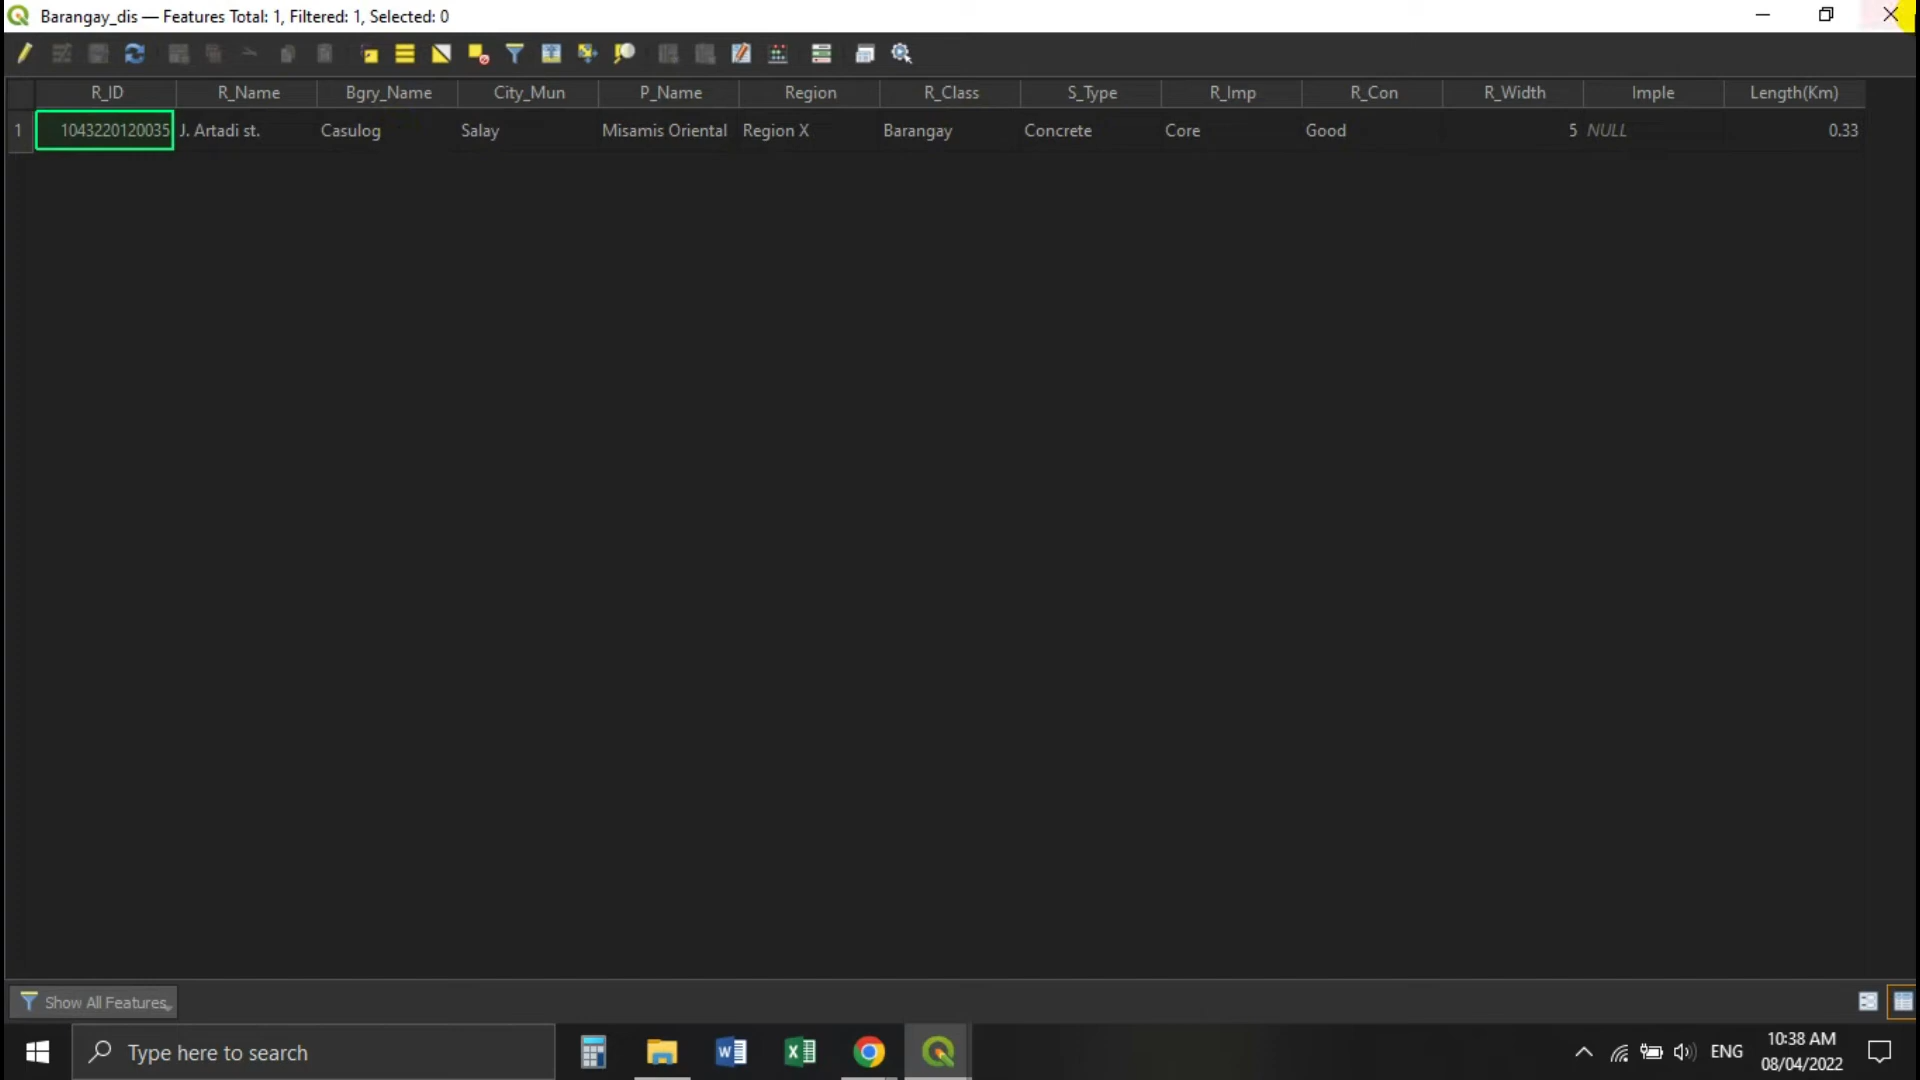 Barangay_dis — Features Total: 1, Filtered: 1, Selected: 0
R_ID R_Name Bgry_Name City_Mun P_Name Region R_Class S_Type R_Imp R_Con R_Width Imple Length(Km)
1 1043220120035 J. Artadi st. Casulog Salay Misamis Oriental Region X Barangay Concrete Core Good 5 NULL 0.33
Show All Features
Type here to search
ENG
10:38 AM
08/04/2022